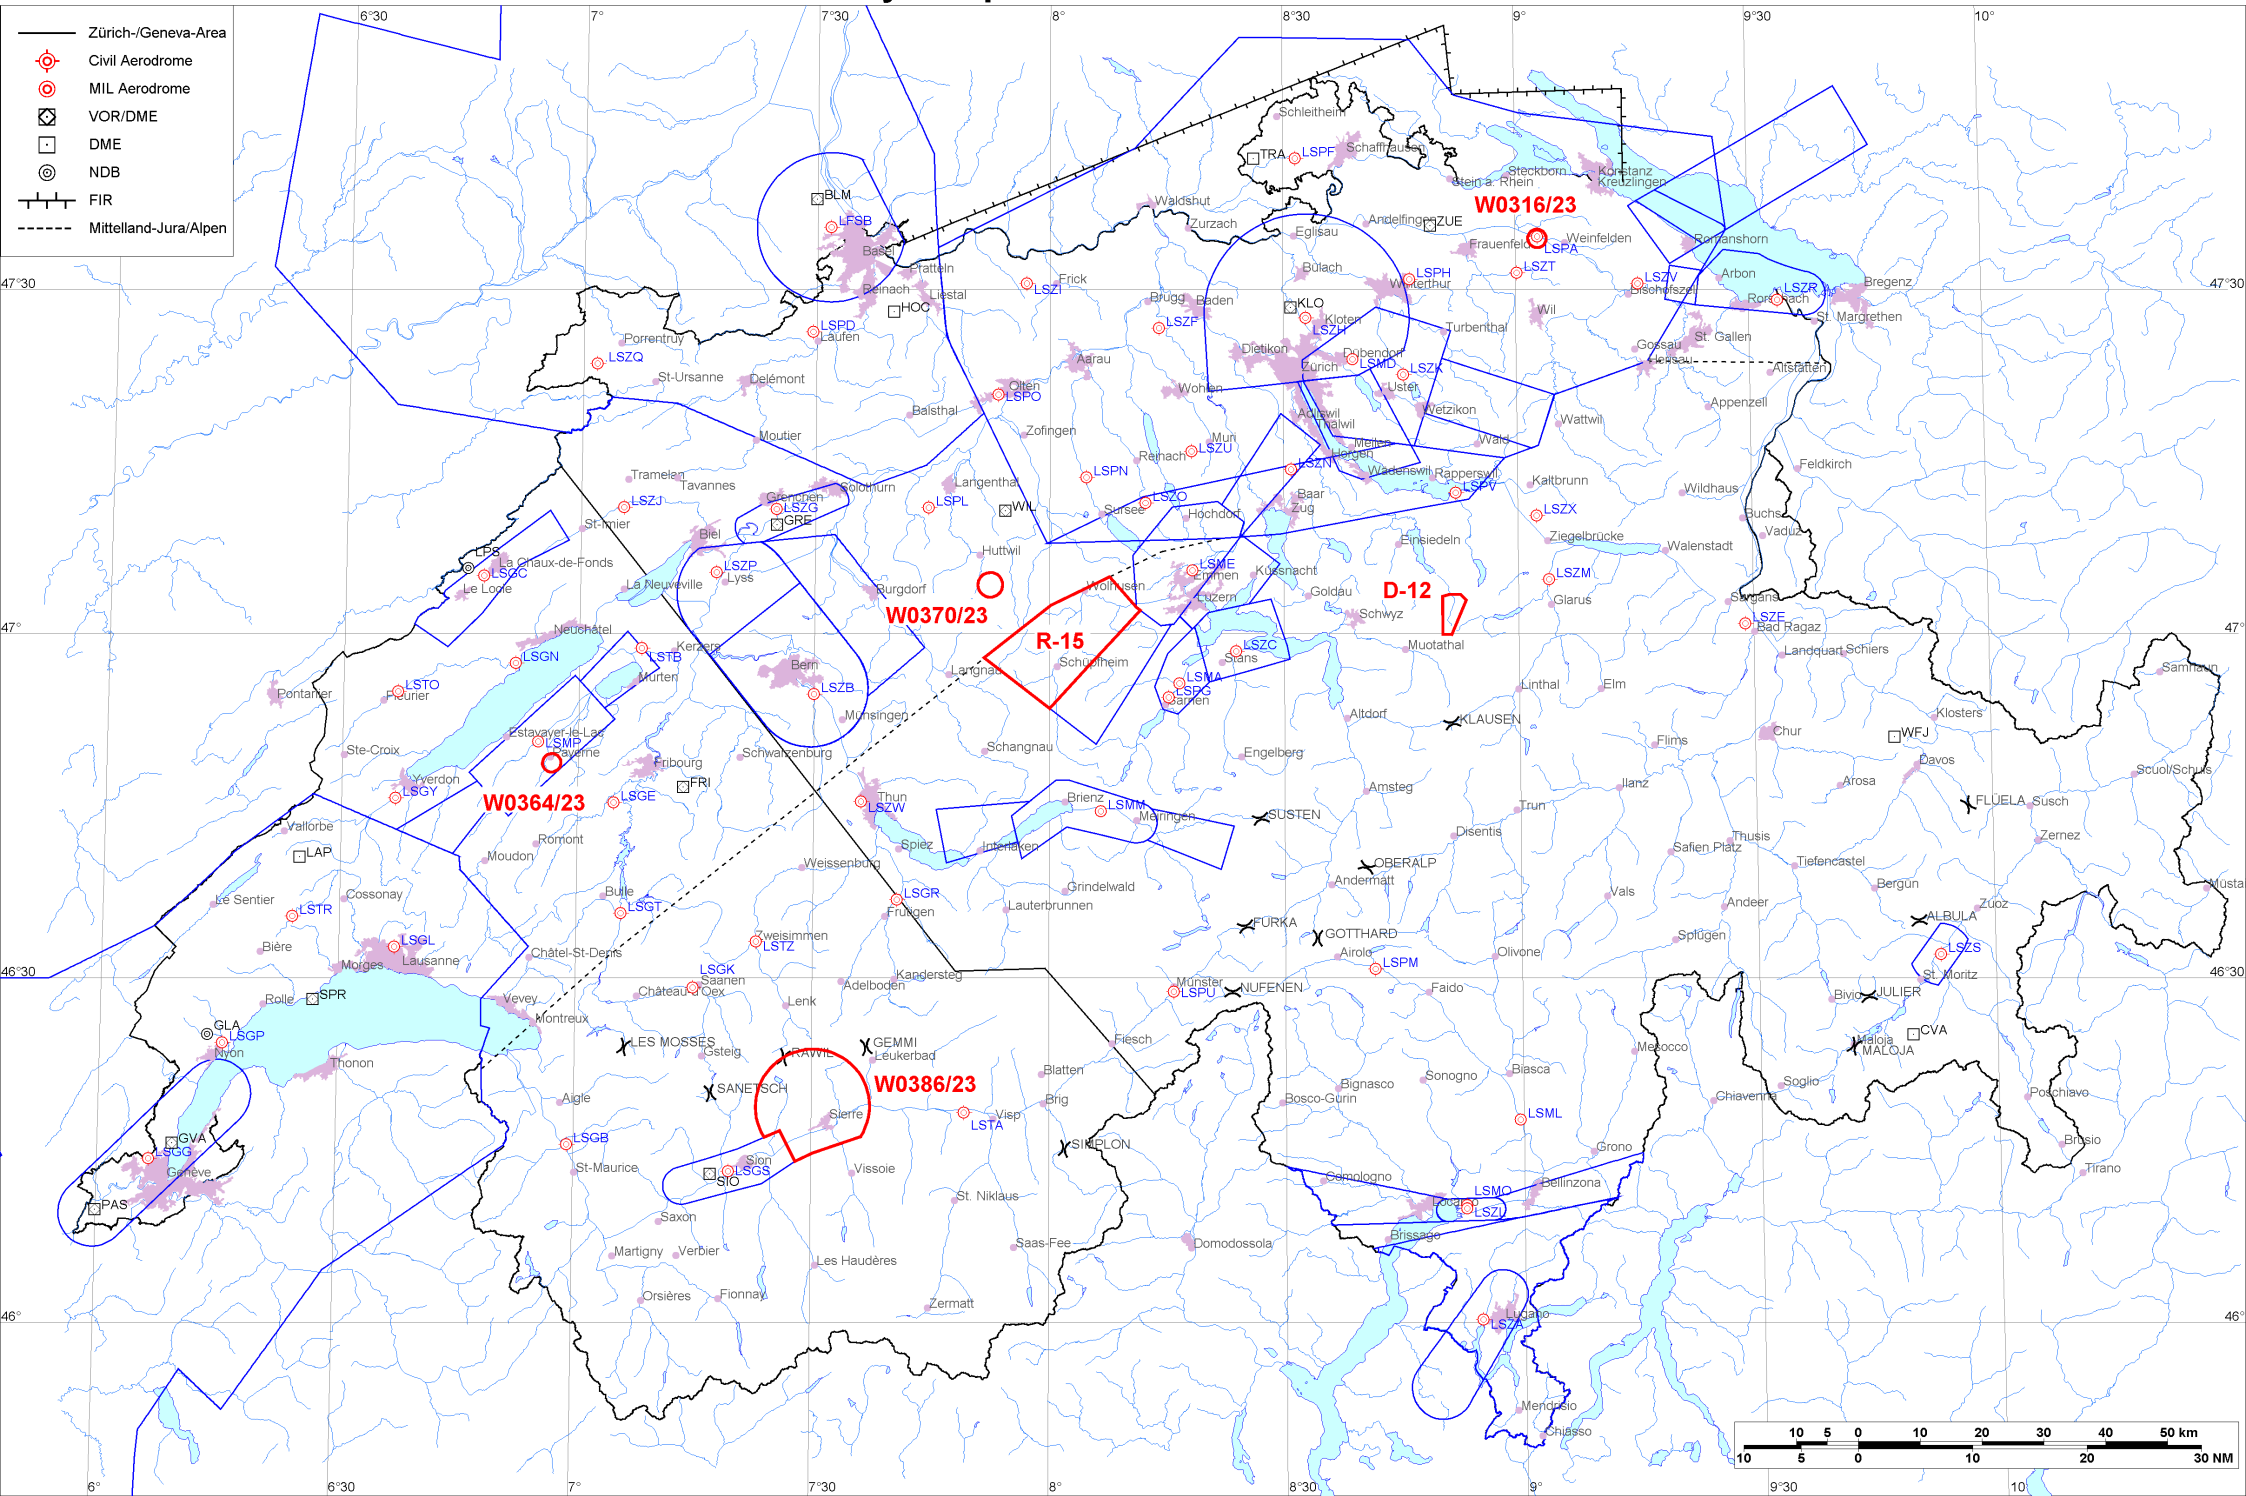 6°30
7°
7°30
8°
8°30
9°
9°30
10°
Zürich-/Geneva-Area
Civil Aerodrome
MIL Aerodrome
VOR/DME
DME
NDB
FIR
Mittelland-Jura/Alpen
Schleitheim
TRA
LSPF
Schaffhausen
Steckborn
Stein a. Rhein
Konstanz
Kreuzlingen
BLM
LFSB
Basel
Waldshut
Zurzach
Eglisau
Andelfingen
ZUE
W0316/23
LSPA
Weinfelden
Frauenfeld
Romanshorn
Pratteln
Reinach
Liestal
HOC
Frick
LSZI
Bülach
LSPH
Winterthur
LSZT
LSZV
Bischofszell
Arbon
LSZR
Rorschach
Bregenz
47°30
47°30
St. Margrethen
Brugg
Baden
KLO
Kloten
LSZH
LSZF
Wil
Turbenthal
St. Gallen
LSPD
Laufen
Porrentruy
LSZQ
Dietikon
Dübendorf
LSMD
Zürich
LSZK
Gossau
Herisau
Altstätten
Aarau
St-Ursanne
Delémont
Olten
LSPO
Wohlen
Uster
Wetzikon
Appenzell
Balsthal
Adliswil
Thalwil
Wattwil
Zofingen
Moutier
Muri
LSZU
Meilen
Horgen
Wald
Reinach
LSZN
Wädenswil
Rapperswil
LSPV
Kaltbrunn
Feldkirch
Wildhaus
LSPN
Tramelan
Tavannes
Langenthal
Solothurn
Grenchen
LSZG
GRE
LSPL
WIL
LSZO
Sursee
Hochdorf
Baar
Zug
LSZX
Buchs
Vaduz
LSZJ
St-Imier
Biel
Ziegelbrücke
Walenstadt
Einsiedeln
LPS
La Chaux-de-Fonds
LSGC
Le Locle
LSZP
Lyss
La Neuveville
Huttwil
Burgdorf
W0370/23
Wolhusen
LSME
Emmen
Luzern
Küssnacht
Goldau
D-12
Schwyz
LSZM
Glarus
Sargans
LSZE
Bad Ragaz
47°
47°
Neuchâtel
Kerzers
LSTB
Murten
LSGN
Bern
LSZB
R-15
Schüpfheim
Langnau
LSZC
Stans
LSMA
LSPG
Sarnen
Muotathal
Landquart
Schiers
Samnaun
LSTO
Fleurier
Pontarlier
Münsingen
Linthal
Elm
Altdorf
KLAUSEN
Klosters
WFJ
Estavayer-le-Lac
LSMP
Payerne
Ste-Croix
Fribourg
Schwarzenburg
Schangnau
Engelberg
Flims
Chur
Davos
Yverdon
LSGY
W0364/23
LSGE
FRI
Thun
LSZW
Brienz
LSMM
Meiringen
SUSTEN
Amsteg
Trun
Ilanz
Arosa
Scuol/Schuls
FLUELA
Susch
Vallorbe
LAP
Romont
Moudon
Weissenburg
Spiez
Interlaken
Disentis
Safien Platz
Thusis
Zernez
Tiefencastel
OBERALP
Andermatt
Grindelwald
Bergün
Müsta
Le Sentier
Cossonay
LSTR
Bulle
LSGT
LSGR
Frutigen
Lauterbrunnen
FURKA
GOTTHARD
Vals
Andeer
Zuoz
ALBULA
Bière
LSGL
Lausanne
Morges
Châtel-St-Denis
Zweisimmen
LSTZ
Airolo
Olivone
Splügen
LSZS
46°30
46°30
LSPM
St. Moritz
LSGK
Saanen
Château-d'Oex
Adelboden
Kandersteg
Münster
LSPU
NUFENEN
Faido
Bivio
JULIER
Rolle
SPR
Vevey
Montreux
Lenk
GLA
LSGP
Nyon
LES MOSSES
Gsteig
RAWIL
GEMMI
Leukerbad
Fiesch
Mesocco
Maloja
MALOJA
CVA
Thonon
SANETSCH
W0386/23
Blatten
Bignasco
Sonogno
Biasca
Soglio
Chiavenna
Poschiavo
Aigle
Sierre
LSTA
Visp
Brig
Bosco-Gurin
LSML
GVA
LSGG
Genève
LSGB
SIMPLON
Grono
Brusio
St-Maurice
Sion
LSGS
SIO
Vissoie
Comologno
Bellinzona
Tirano
PAS
St. Niklaus
LSMO
Locarno
LSZL
Saxon
Brissago
Martigny
Verbier
Saas-Fee
Domodossola
Les Haudères
Orsières
Fionnay
Zermatt
46°
46°
Lugano
LSZA
Mendrisio
Chiasso
10 5 0 10 20 30 40 50 km
10 5 0 10 20 30 NM
6°
6°30
7°
7°30
8°
8°30
9°
9°30
10°